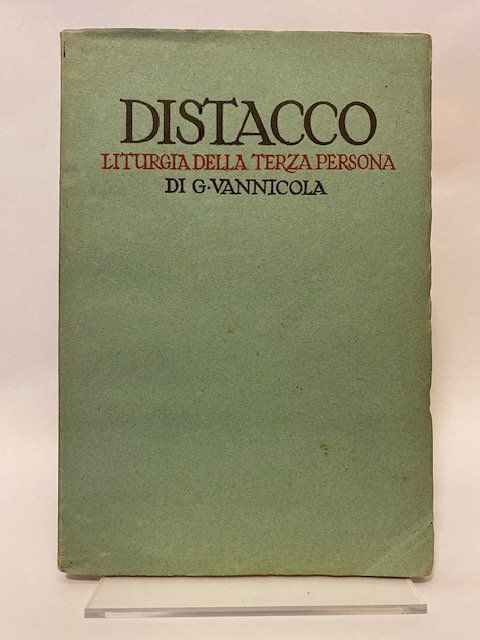 DISTACCO
LITURGIA DELLA TERZA PERSONA
DI G·VANNICOLA